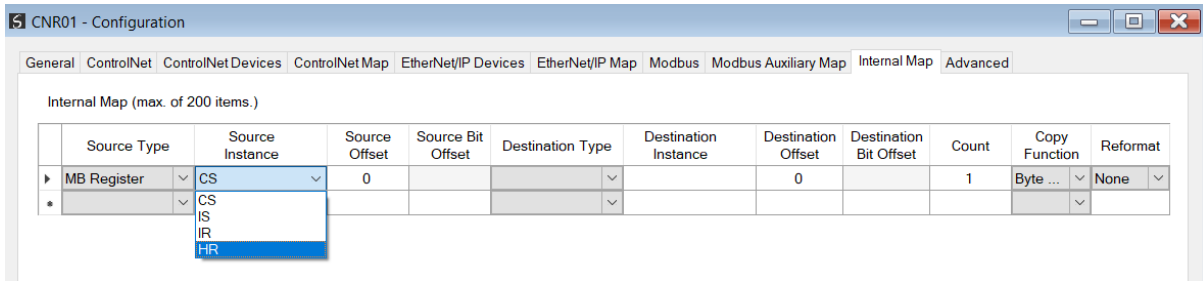 CNR01 - Configuration
General ControlNet ControlNet Devices ControlNet Map EtherNet/IP Devices EtherNet/IP Map Modbus Modbus Auxiliary Map Internal Map Advanced
Internal Map (max. of 200 items.)
Source Type Source Instance Source Offset Source Bit Offset Destination Type Destination Instance Destination Offset Destination Bit Offset Count Copy Function Reformat
MB Register CS 0 0 1 Byte ... None
CS
IS
IR
HR